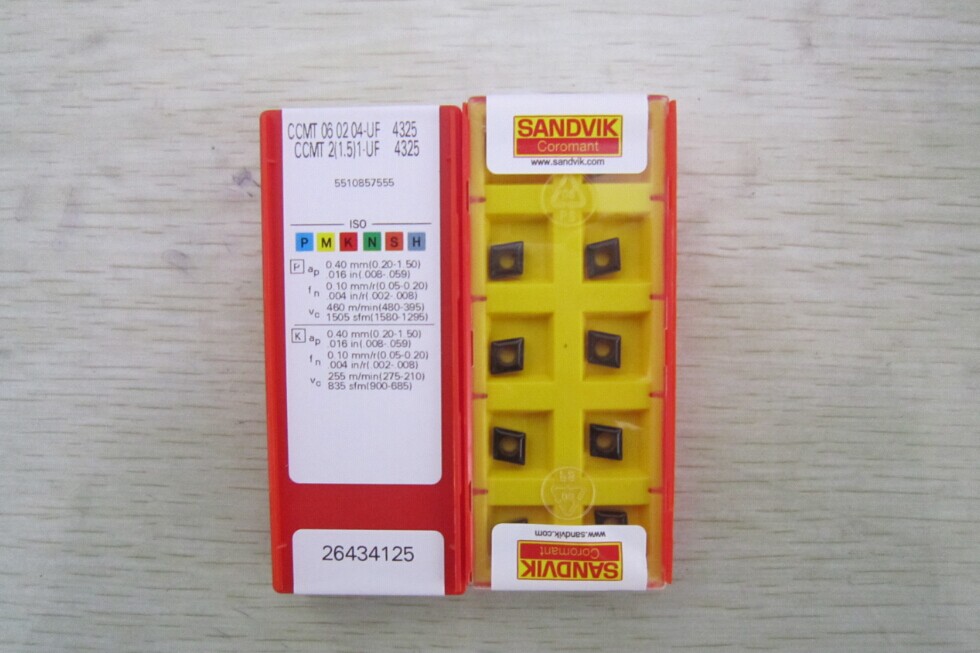 CCMT 06 02 04-UF 4325
CCMT 2(1.5)1-UF 4325
5510857555
ISO
P M K N S H
P ap 0.40 mm(0.20-1.50)
.016 in(.008-.059)
fn 0.10 mm/r(0.05-0.20)
.004 in/r(.002-.008)
vc 460 m/min(480-395)
1505 sfm(1580-1295)
K ap 0.40 mm(0.20-1.50)
.016 in(.008-.059)
fn 0.10 mm/r(0.05-0.20)
.004 in/r(.002-.008)
vc 255 m/min(275-210)
835 sfm(900-685)
26434125
SANDVIK
Coromant
www.sandvik.com
www.sandvik.com
Coromant
SANDVIK